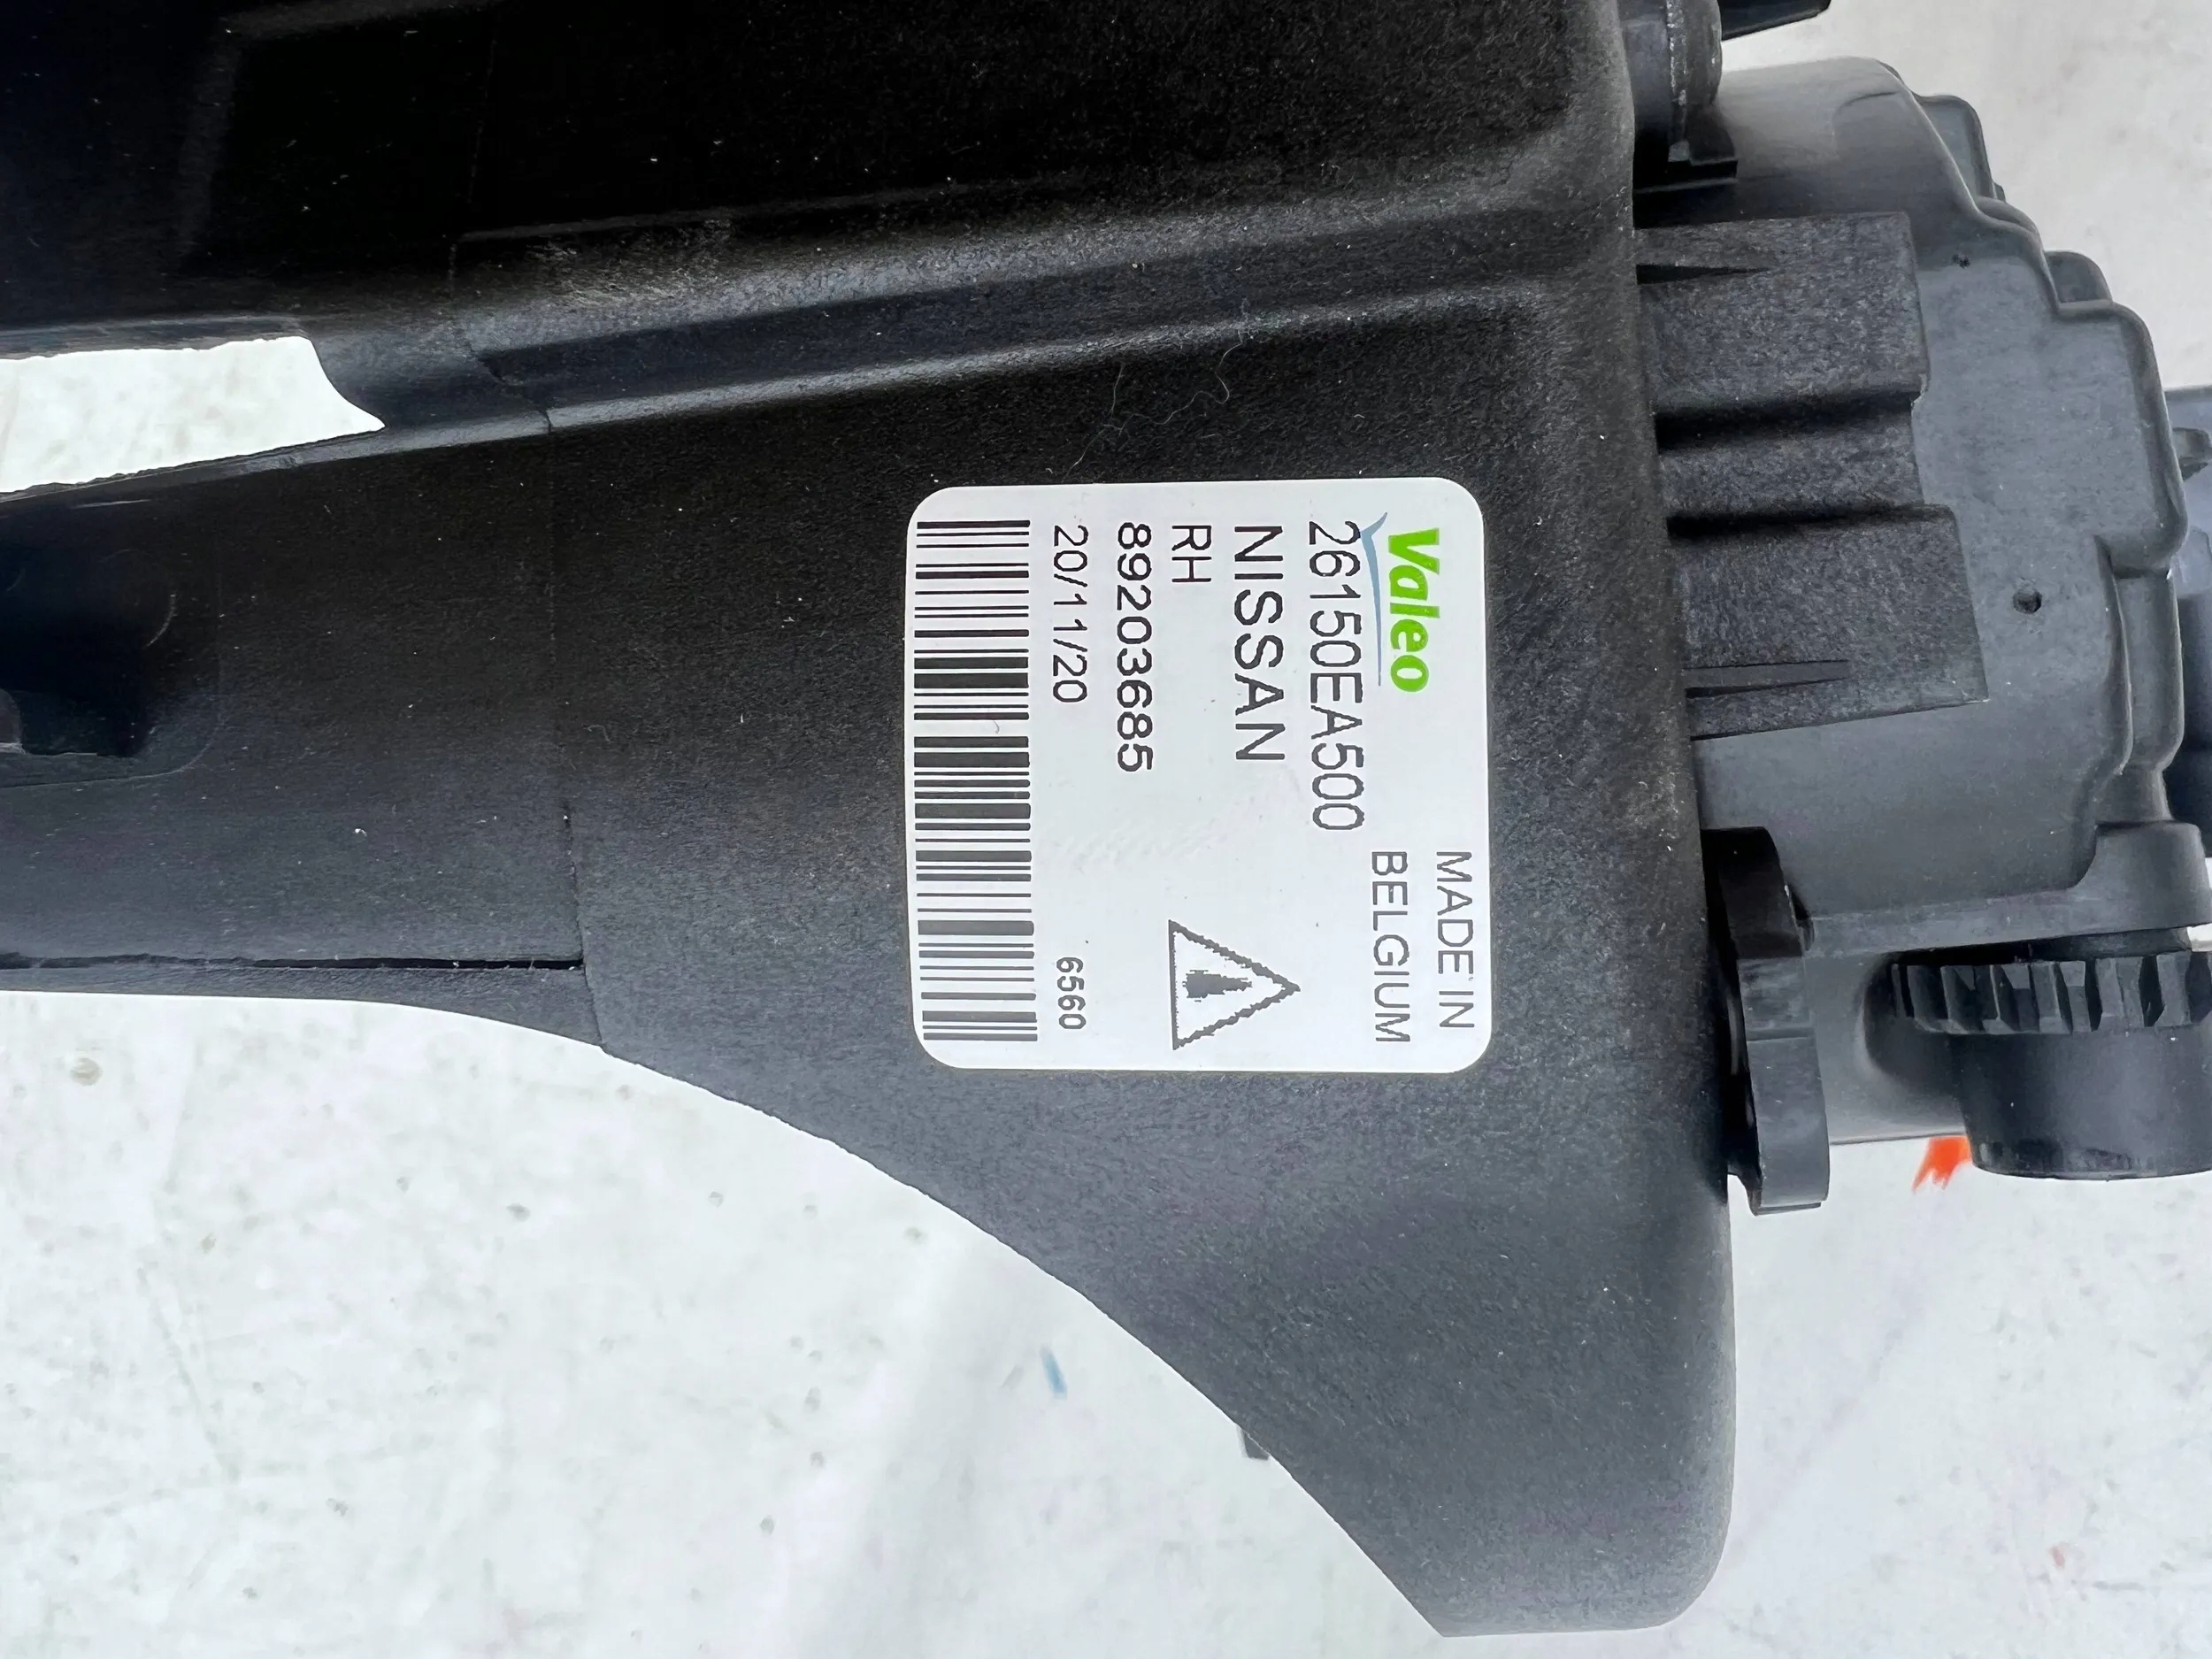 Valeo
MADE IN
BELGIUM
26150EA500
NISSAN
RH
89203685
20/11/20
6560